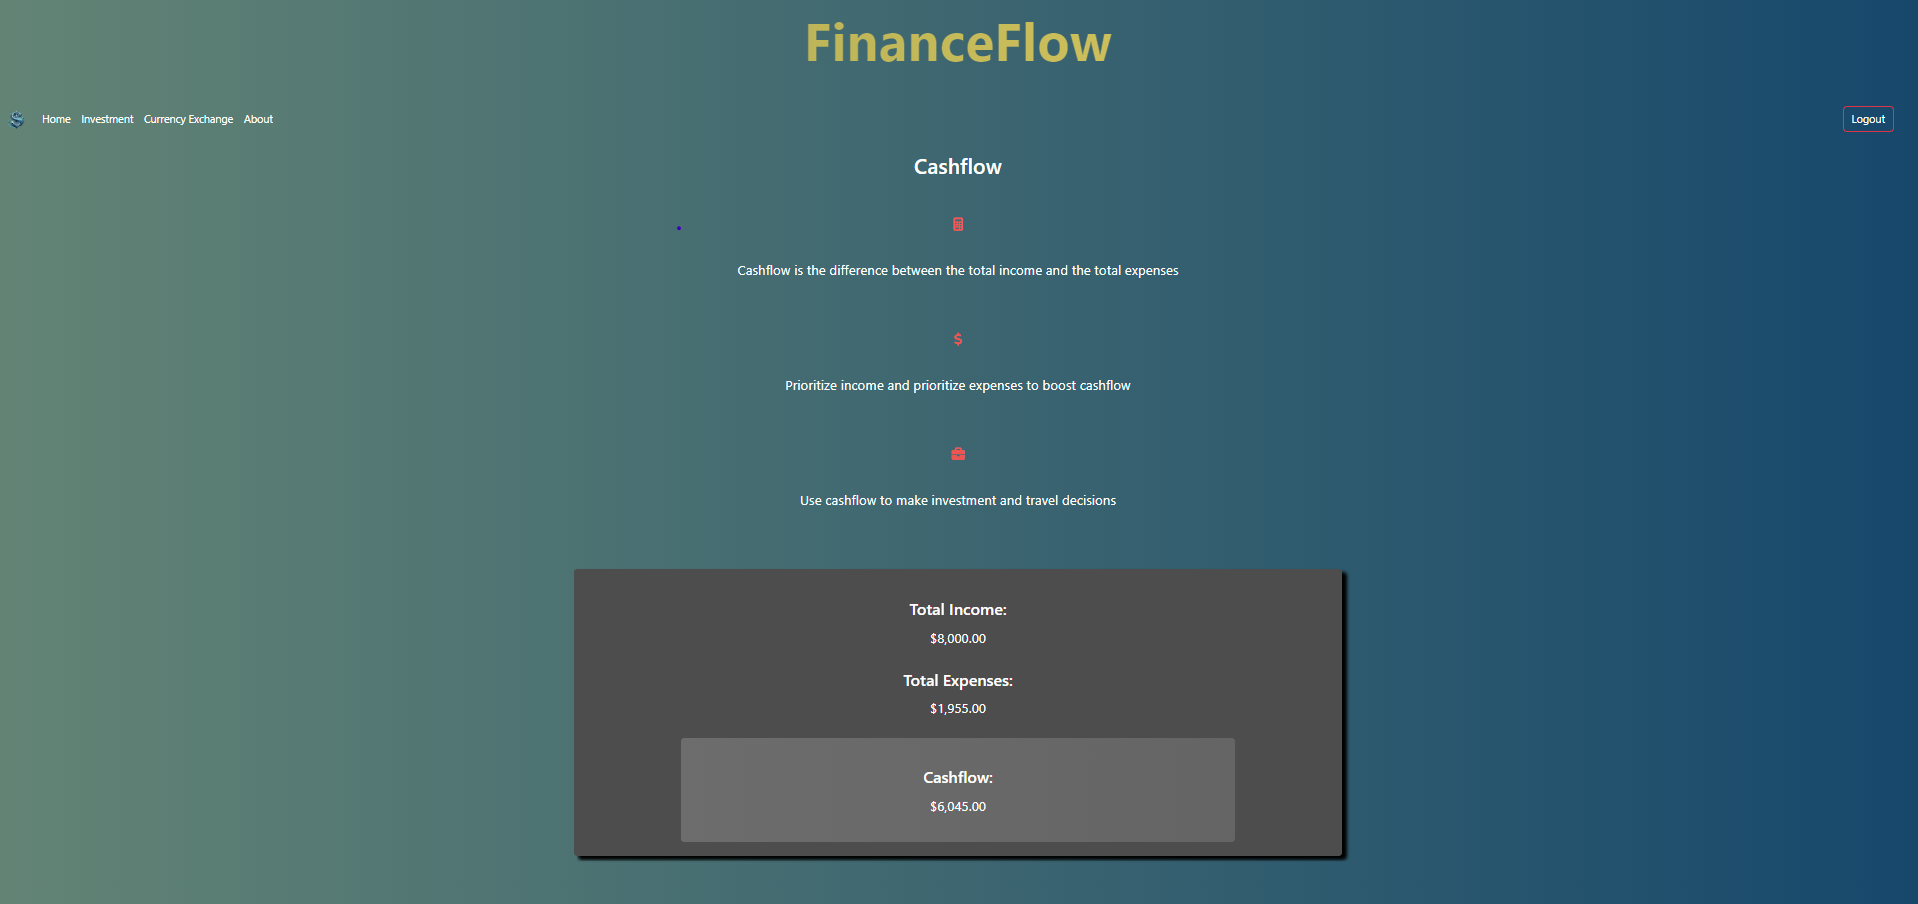 FinanceFlow
Home Investment Currency Exchange About Logout
Cashflow
Cashflow is the difference between the total income and the total expenses
$
Prioritize income and prioritize expenses to boost cashflow
Use cashflow to make investment and travel decisions
Total Income:
$8,000.00
Total Expenses:
$1,955.00
Cashflow:
$6,045.00